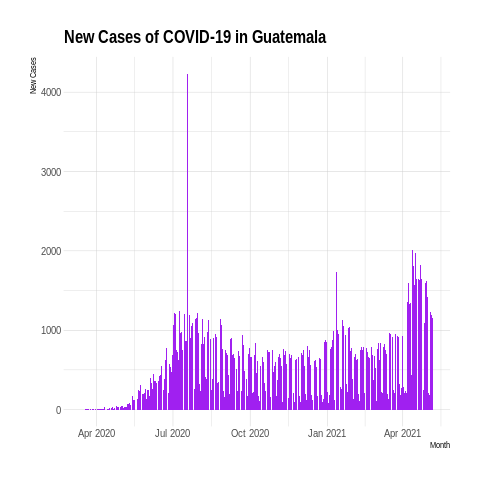 New Cases of COVID-19 in Guatemala
New Cases
4000
3000
2000
1000
0
Apr 2020
Jul 2020
Oct 2020
Jan 2021
Apr 2021
Month